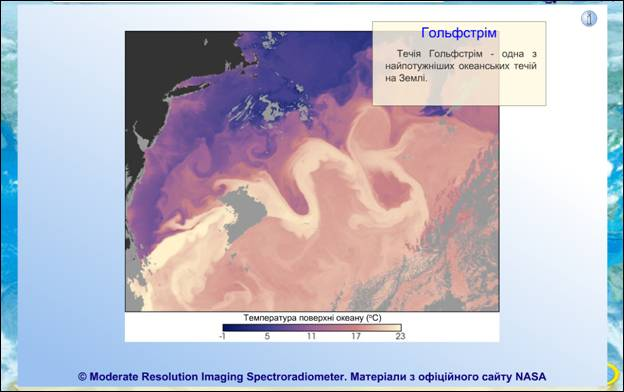 Гольфстрім
Течія Гольфстрім - одна з
найпотужніших океанських течій
на Землі.
Температура поверхні океану (°C)
-1 5 11 17 23
© Moderate Resolution Imaging Spectroradiometer. Матеріали з офіційного сайту NASA